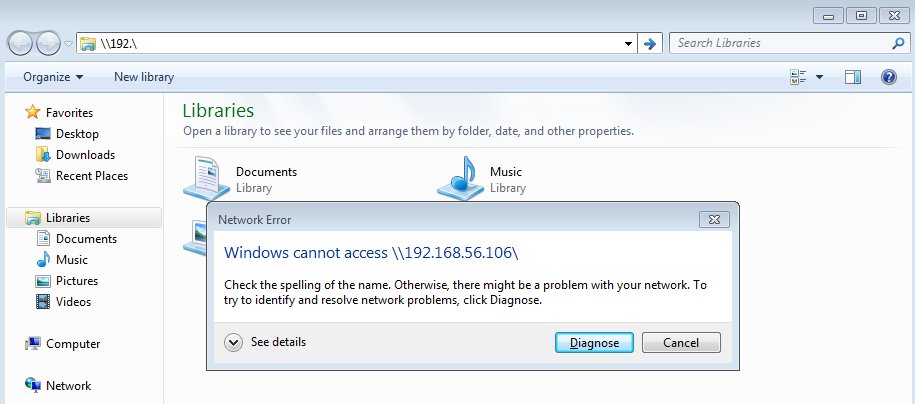 \\192.\
Search Libraries
Organize
New library
Favorites
Desktop
Downloads
Recent Places
Libraries
Documents
Music
Pictures
Videos
Computer
Network
Libraries
Open a library to see your files and arrange them by folder, date, and other properties.
Documents
Library
Music
Library
Network Error
Windows cannot access \\192.168.56.106\
Check the spelling of the name. Otherwise, there might be a problem with your network. To
try to identify and resolve network problems, click Diagnose.
See details
Diagnose
Cancel